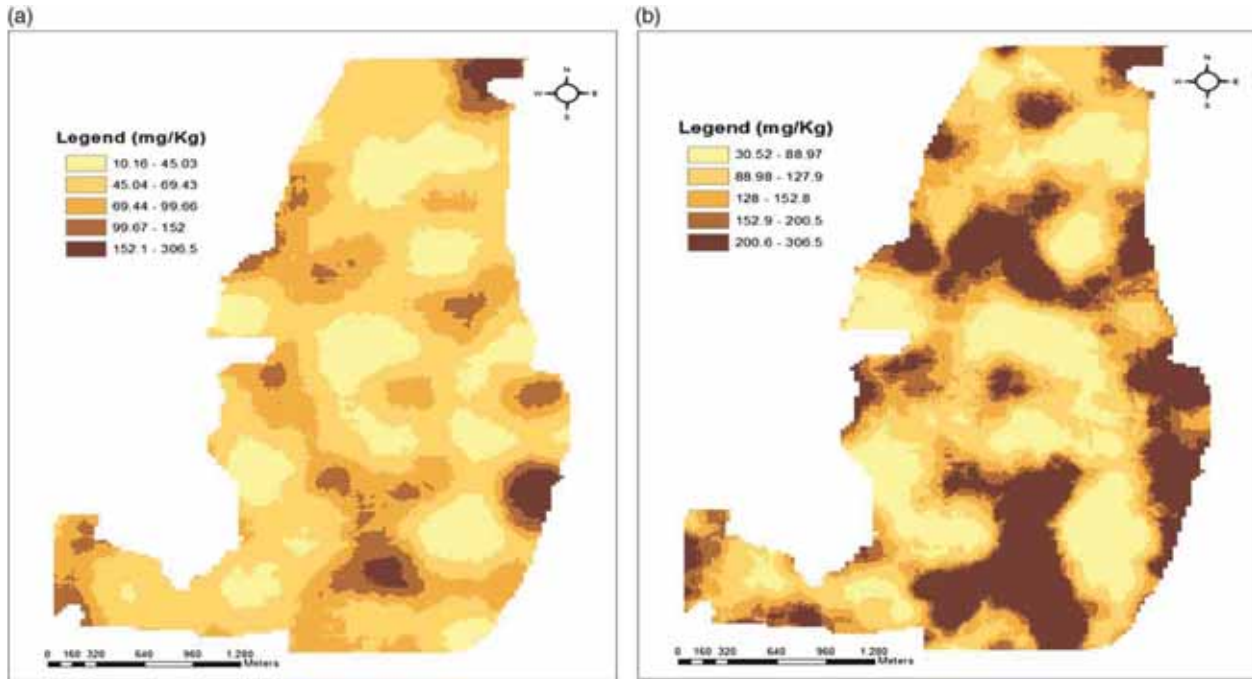 (a)
N
W E
S
Legend (mg/Kg)
10.16 - 45.03
45.04 - 69.43
69.44 - 99.66
99.67 - 152
152.1 - 306.5
0 160 320 640 960 1.280
Meters
(b)
N
W E
S
Legend (mg/Kg)
30.52 - 88.97
88.98 - 127.9
128 - 152.8
152.9 - 200.5
200.6 - 306.5
0 160 320 640 960 1.280
Meters